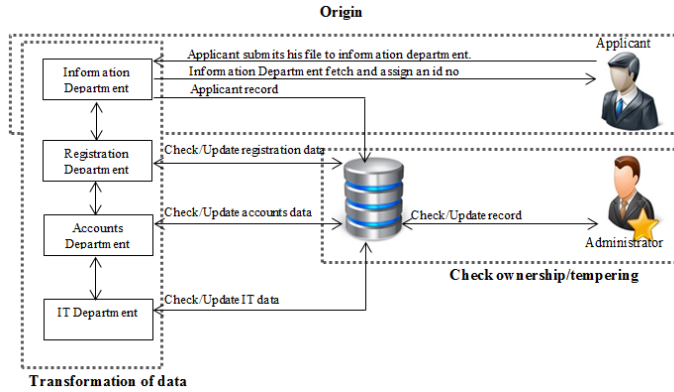 Origin
Applicant
Applicant submits his file to information department.
Information Department fetch and assign an id no
Applicant record
Information
Department
Registration
Department
Check/Update registration data
Accounts
Department
Check/Update accounts data
Check/Update record
Administrator
Check ownership/tempering
IT Department
Check/Update IT data
Transformation of data